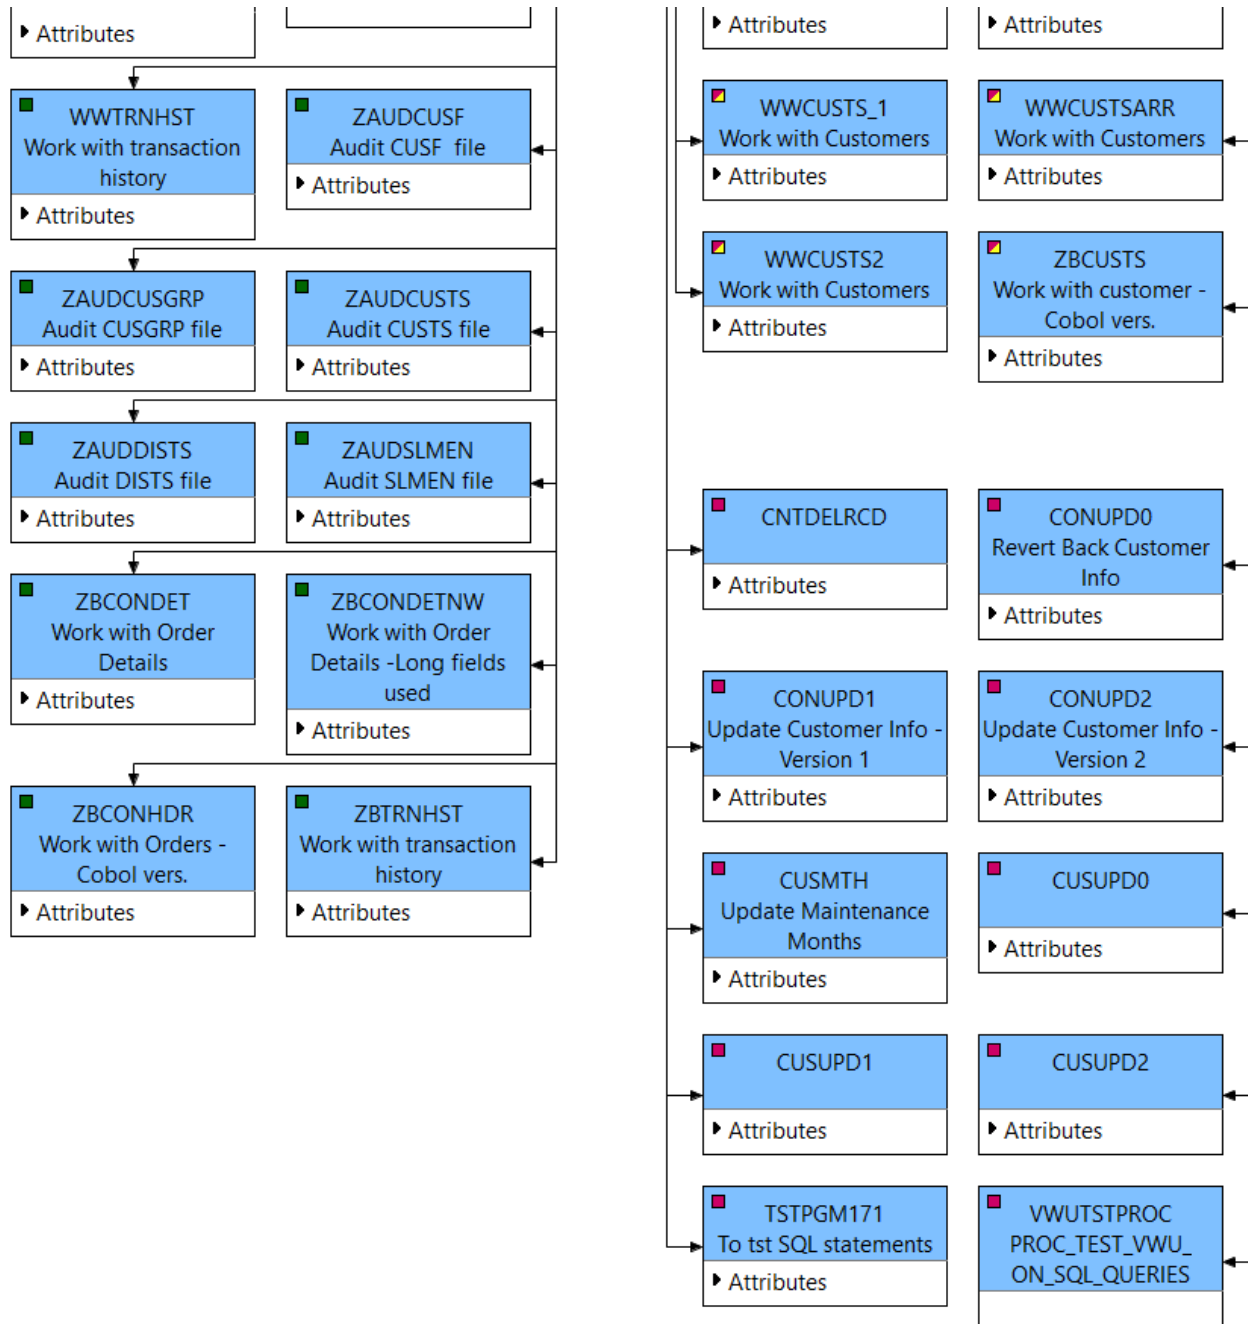 Attributes
WWTRNHST
Work with transaction
history
Attributes
ZAUDCUSF
Audit CUSF  file
Attributes
ZAUDCUSGRP
Audit CUSGRP file
Attributes
ZAUDCUSTS
Audit CUSTS file
Attributes
ZAUDDISTS
Audit DISTS file
Attributes
ZAUDSLMEN
Audit SLMEN file
Attributes
ZBCONDET
Work with Order
Details
Attributes
ZBCONDETNW
Work with Order
Details -Long fields
used
Attributes
ZBCONHDR
Work with Orders -
Cobol vers.
Attributes
ZBTRNHST
Work with transaction
history
Attributes
Attributes
Attributes
WWCUSTS_1
Work with Customers
Attributes
WWCUSTSARR
Work with Customers
Attributes
WWCUSTS2
Work with Customers
Attributes
ZBCUSTS
Work with customer -
Cobol vers.
Attributes
CNTDELRCD
Attributes
CONUPD0
Revert Back Customer
Info
Attributes
CONUPD1
Update Customer Info -
Version 1
Attributes
CONUPD2
Update Customer Info -
Version 2
Attributes
CUSMTH
Update Maintenance
Months
Attributes
CUSUPD0
Attributes
CUSUPD1
Attributes
CUSUPD2
Attributes
TSTPGM171
To tst SQL statements
Attributes
VWUTSTPROC
PROC_TEST_VWU_
ON_SQL_QUERIES